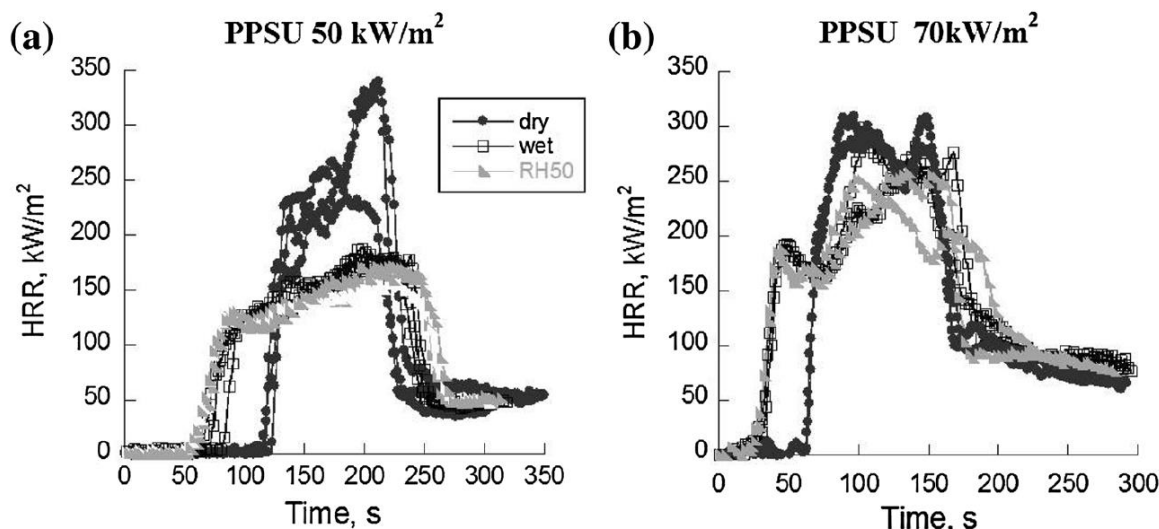 (a) PPSU 50 kW/m²
350
300
250
200
150
100
50
0
HRR, kW/m²
0 50 100 150 200 250 300 350
Time, s
dry
wet
RH50
(b) PPSU 70kW/m²
350
300
250
200
150
100
50
0
HRR, kW/m²
0 50 100 150 200 250 300
Time, s